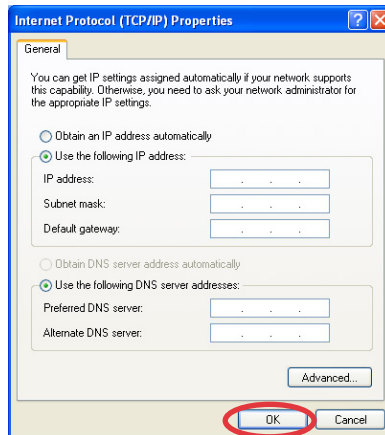 Internet Protocol (TCP/IP) Properties
General
You can get IP settings assigned automatically if your network supports
this capability. Otherwise, you need to ask your network administrator for
the appropriate IP settings.
Obtain an IP address automatically
Use the following IP address:
IP address:
Subnet mask:
Default gateway:
Obtain DNS server address automatically
Use the following DNS server addresses:
Preferred DNS server:
Alternate DNS server:
Advanced...
OK Cancel